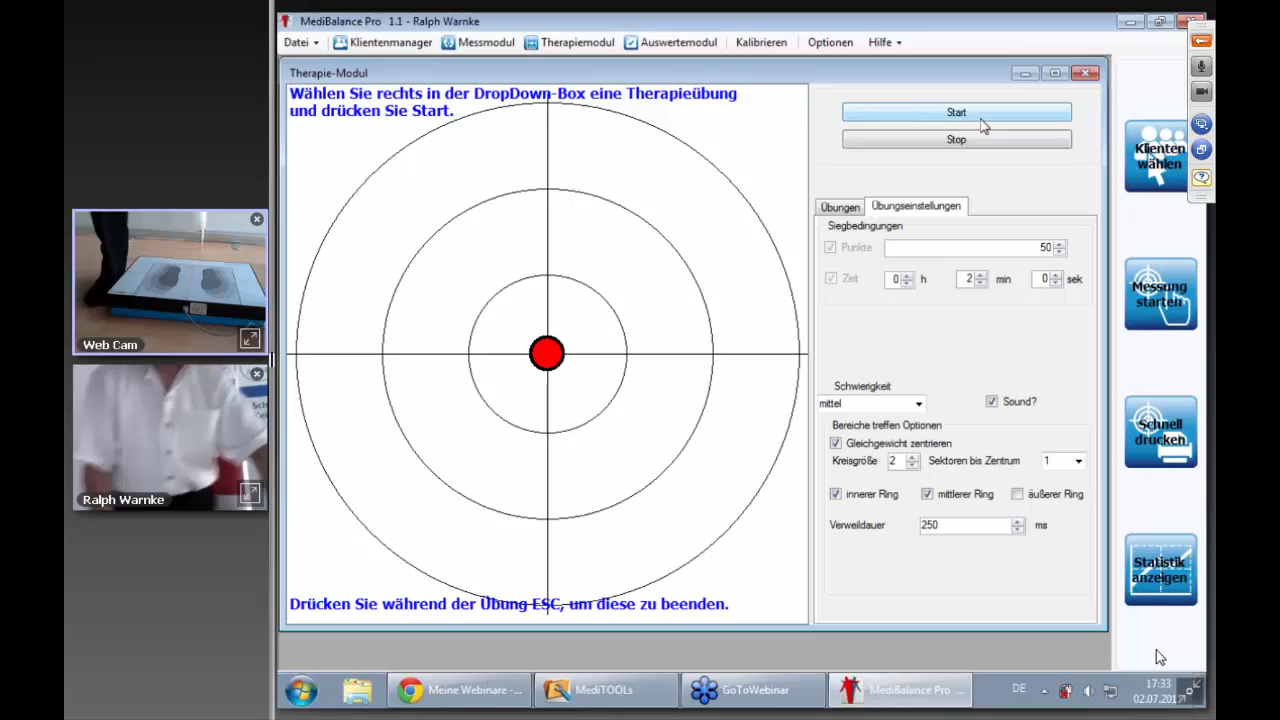 MediBalance Pro 1.1 - Ralph Warnke
Datei Klientenmanager Messmodul Therapiemodul Auswertemodul Kalibrieren Optionen Hilfe
Therapie-Modul
Wählen Sie rechts in der DropDown-Box eine Therapieübung
und drücken Sie Start.
Start
Stop
Übungen Übungseinstellungen
Siegbedingungen
Punkte 50
Zeit 0 h 2 min 0 sek
Schwierigkeit
mittel Sound?
Bereiche treffen Optionen
Gleichgewicht zentrieren
Kreisgröße 2 Sektoren bis Zentrum 1
innerer Ring mittlerer Ring äußerer Ring
Verweildauer 250 ms
Drücken Sie während der Übung ESC, um diese zu beenden.
Klienten
wählen
Messung
starten
Schnell
drucken
Statistik
anzeigen
Web Cam
Ralph Warnke
Meine Webinare - ... MediTOOLs GoToWebinar MediBalance Pro ... DE 17:33